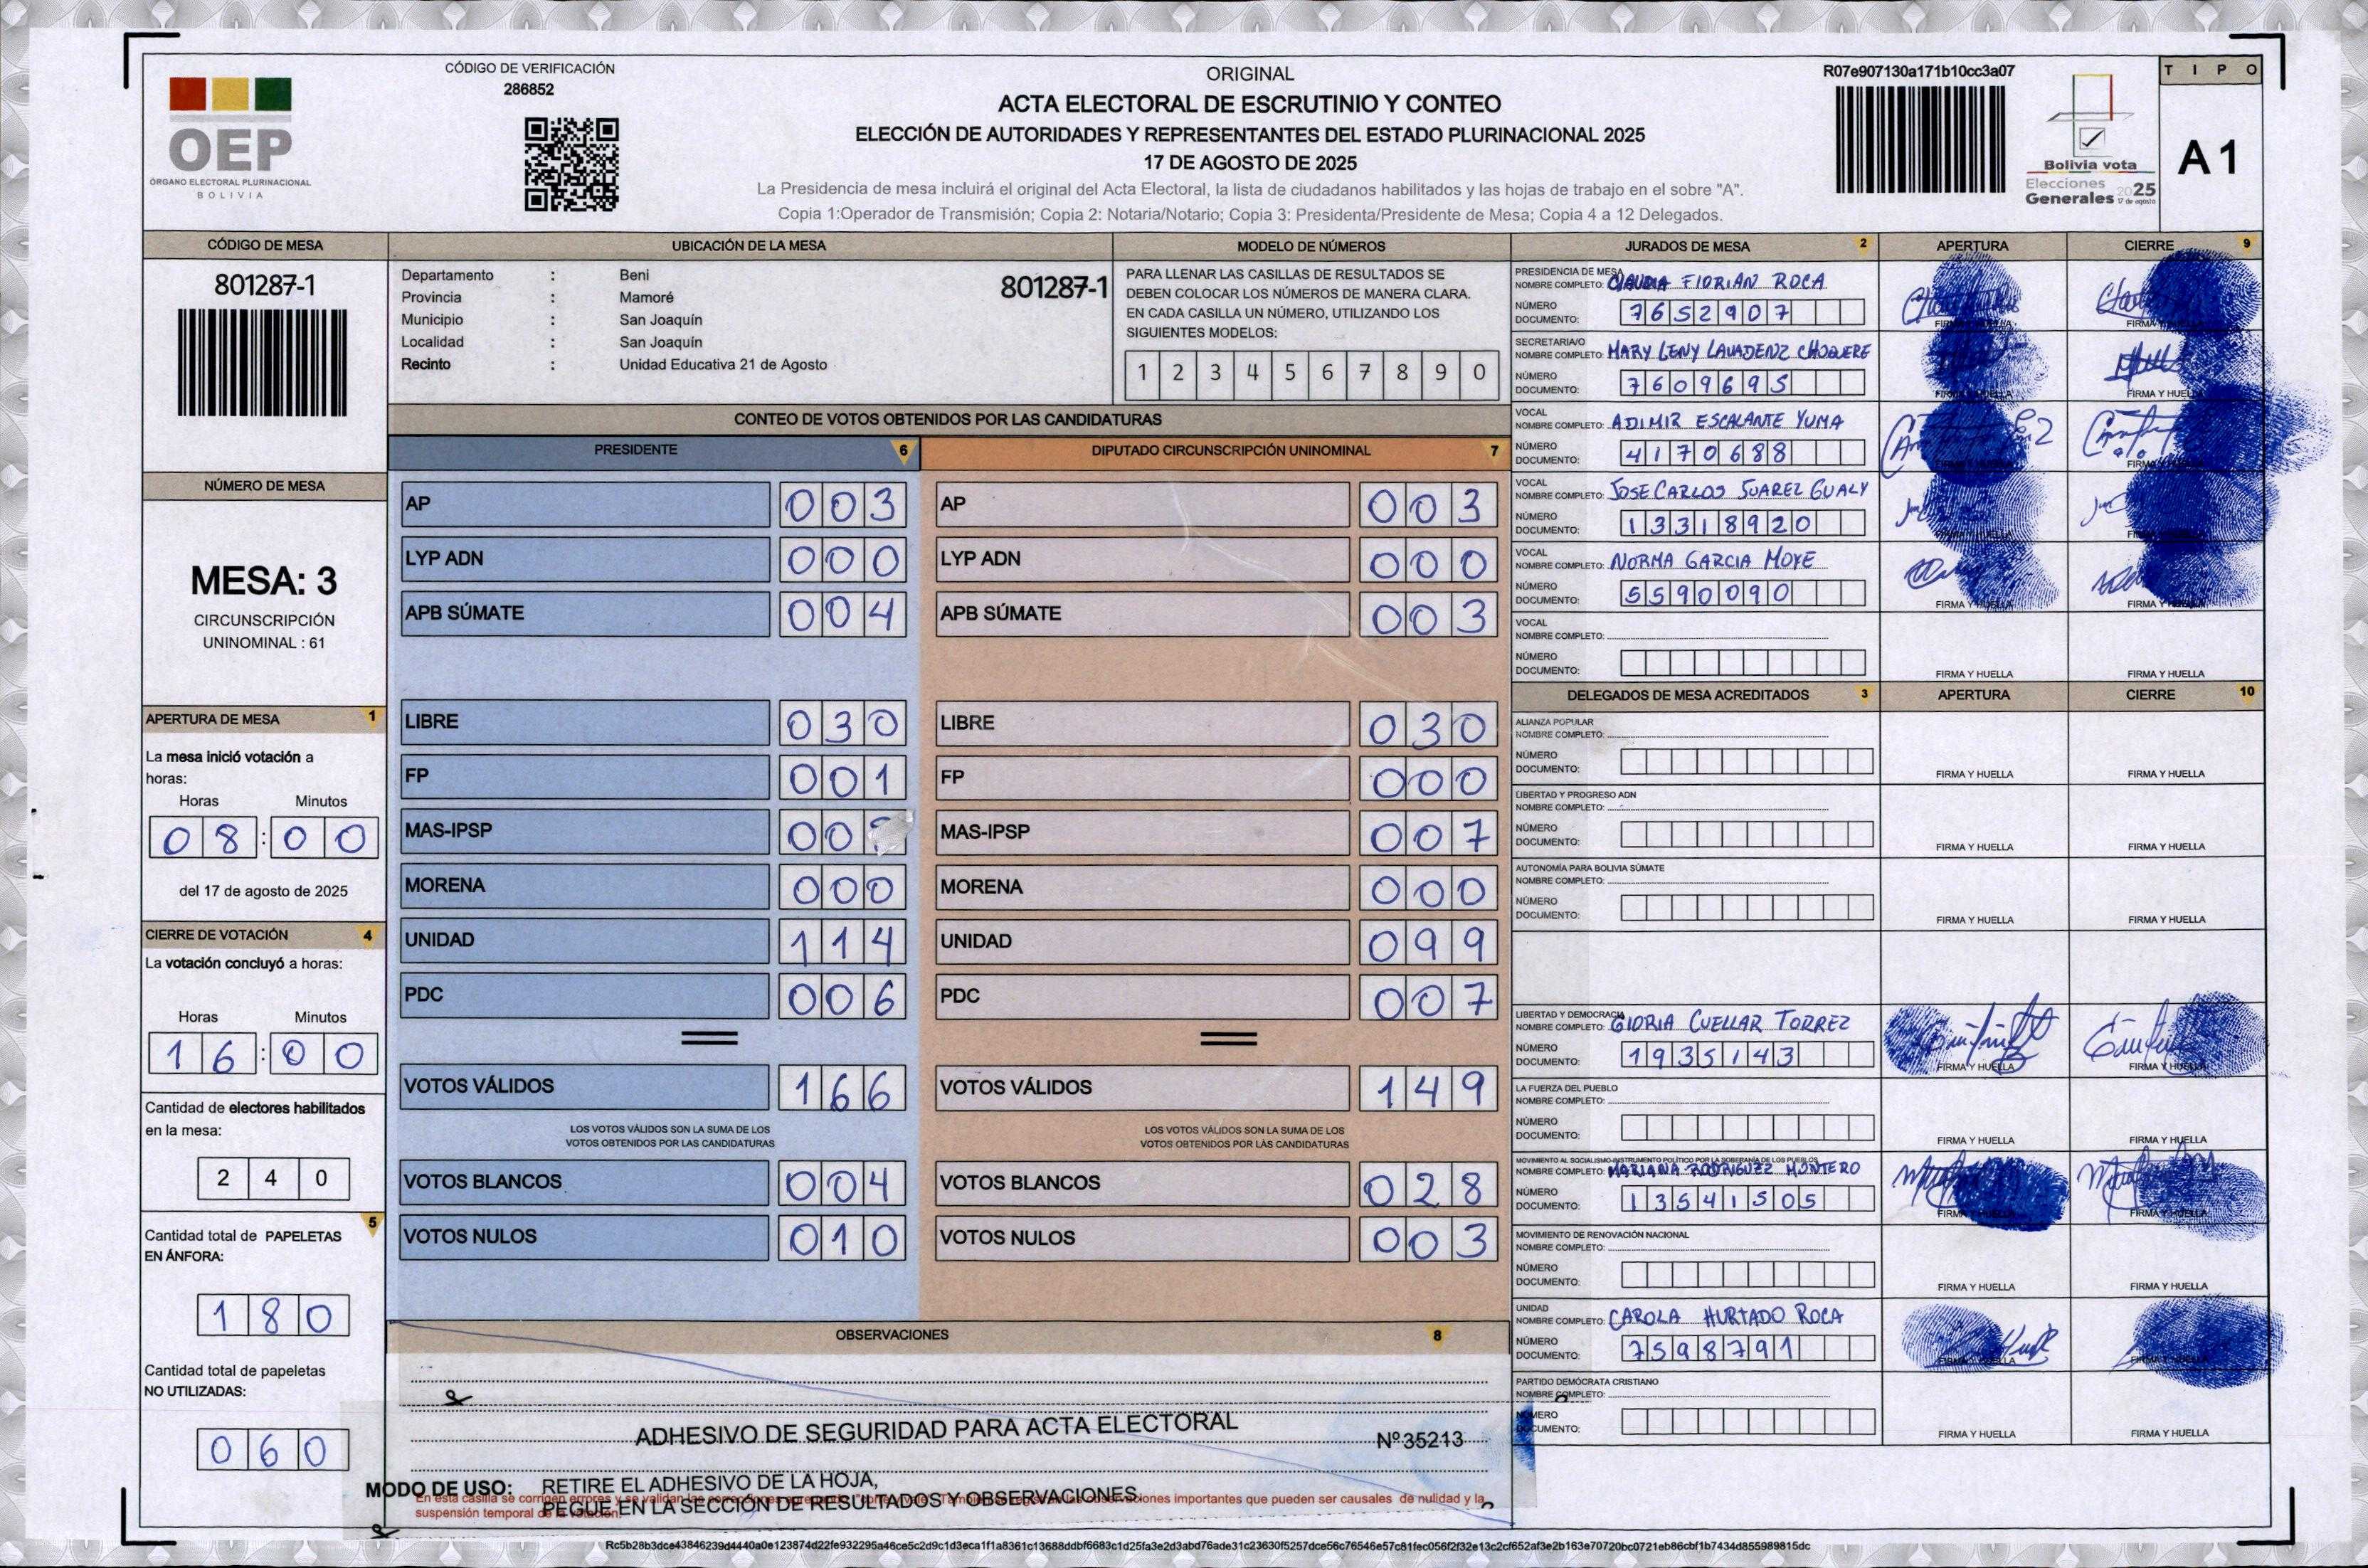 CÓDIGO DE VERIFICACIÓN
286852
OEP
ÓRGANO ELECTORAL PLURINACIONAL
BOLIVIA
ORIGINAL
ACTA ELECTORAL DE ESCRUTINIO Y CONTEO
ELECCIÓN DE AUTORIDADES Y REPRESENTANTES DEL ESTADO PLURINACIONAL 2025
17 DE AGOSTO DE 2025
La Presidencia de mesa incluirá el original del Acta Electoral, la lista de ciudadanos habilitados y las hojas de trabajo en el sobre "A".
Copia 1:Operador de Transmisión; Copia 2: Notaria/Notario; Copia 3: Presidenta/Presidente de Mesa; Copia 4 a 12 Delegados.
R07e907130a171b10cc3a07
Bolivia vota
Elecciones
Generales 2025
17 de agosto
TIPO
A1
CÓDIGO DE MESA
801287-1
NÚMERO DE MESA
MESA: 3
CIRCUNSCRIPCIÓN
UNINOMINAL : 61
APERTURA DE MESA 1
La mesa inició votación a
horas:
Horas Minutos
08:00
del 17 de agosto de 2025
CIERRE DE VOTACIÓN 4
La votación concluyó a horas:
Horas Minutos
16:00
Cantidad de electores habilitados
en la mesa:
240
5
Cantidad total de PAPELETAS
EN ÁNFORA:
180
Cantidad total de papeletas
NO UTILIZADAS:
060
UBICACIÓN DE LA MESA
Departamento : Beni
801287-1
Provincia : Mamoré
Municipio : San Joaquín
Localidad : San Joaquín
Recinto : Unidad Educativa 21 de Agosto
MODELO DE NÚMEROS
PARA LLENAR LAS CASILLAS DE RESULTADOS SE
DEBEN COLOCAR LOS NÚMEROS DE MANERA CLARA.
EN CADA CASILLA UN NÚMERO, UTILIZANDO LOS
SIGUIENTES MODELOS:
1 2 3 4 5 6 7 8 9 0
CONTEO DE VOTOS OBTENIDOS POR LAS CANDIDATURAS
PRESIDENTE 6
AP 003
LYP ADN 000
APB SÚMATE 004
LIBRE 030
FP 001
MAS-IPSP 00
MORENA 000
UNIDAD 114
PDC 006
VOTOS VÁLIDOS 166
LOS VOTOS VÁLIDOS SON LA SUMA DE LOS
VOTOS OBTENIDOS POR LAS CANDIDATURAS
VOTOS BLANCOS 004
VOTOS NULOS 010
DIPUTADO CIRCUNSCRIPCIÓN UNINOMINAL 7
AP 003
LYP ADN 000
APB SÚMATE 003
LIBRE 030
FP 000
MAS-IPSP 007
MORENA 000
UNIDAD 099
PDC 007
VOTOS VÁLIDOS 149
LOS VOTOS VÁLIDOS SON LA SUMA DE LOS
VOTOS OBTENIDOS POR LAS CANDIDATURAS
VOTOS BLANCOS 028
VOTOS NULOS 003
OBSERVACIONES 8
ADHESIVO DE SEGURIDAD PARA ACTA ELECTORAL
Nº 35213
MODO DE USO: RETIRE EL ADHESIVO DE LA HOJA,
PEGUE EN LA SECCIÓN DE RESULTADOS Y OBSERVACIONES
En esta casilla se corrigen errores y se validan las observaciones importantes que pueden ser causales de nulidad y la
suspensión temporal de la votación.
JURADOS DE MESA 2 APERTURA CIERRE 9
PRESIDENCIA DE MESA
NOMBRE COMPLETO: CLAUDIA FLORIAN ROCA
NÚMERO
DOCUMENTO: 7652907
FIRMA Y HUELLA FIRMA Y HUELLA
SECRETARIA/O
NOMBRE COMPLETO: MARY LENY LAVADENZ CHOQUERE
NÚMERO
DOCUMENTO: 7609695
FIRMA Y HUELLA FIRMA Y HUELLA
VOCAL
NOMBRE COMPLETO: ADIMIR ESCALANTE YUMA
NÚMERO
DOCUMENTO: 4170688
FIRMA
VOCAL
NOMBRE COMPLETO: JOSE CARLOS SUAREZ GUALY
NÚMERO
DOCUMENTO: 13318920
FIRMA Y HUELLA FIRMA Y HUELLA
VOCAL
NOMBRE COMPLETO: NORMA GARCIA MOYE
NÚMERO
DOCUMENTO: 5590090
FIRMA Y HUELLA FIRMA Y HUELLA
VOCAL
NOMBRE COMPLETO:
NÚMERO
DOCUMENTO:
FIRMA Y HUELLA FIRMA Y HUELLA
DELEGADOS DE MESA ACREDITADOS 3 APERTURA CIERRE 10
ALIANZA POPULAR
NOMBRE COMPLETO:
NÚMERO
DOCUMENTO:
FIRMA Y HUELLA FIRMA Y HUELLA
LIBERTAD Y PROGRESO ADN
NOMBRE COMPLETO:
NÚMERO
DOCUMENTO:
FIRMA Y HUELLA FIRMA Y HUELLA
AUTONOMÍA PARA BOLIVIA SÚMATE
NOMBRE COMPLETO:
NÚMERO
DOCUMENTO:
FIRMA Y HUELLA FIRMA Y HUELLA
LIBERTAD Y DEMOCRACIA
NOMBRE COMPLETO: GLORIA CUELLAR TORREZ
NÚMERO
DOCUMENTO: 1935143
FIRMA Y HUELLA FIRMA Y HUELLA
LA FUERZA DEL PUEBLO
NOMBRE COMPLETO:
NÚMERO
DOCUMENTO:
FIRMA Y HUELLA FIRMA Y HUELLA
MOVIMIENTO AL SOCIALISMO-INSTRUMENTO POLÍTICO POR LA SOBERANÍA DE LOS PUEBLOS
NOMBRE COMPLETO: MARIANA RODRIGUEZ MONTERO
NÚMERO
DOCUMENTO: 13541505
FIRMA FIRMA Y HUELLA
MOVIMIENTO DE RENOVACIÓN NACIONAL
NOMBRE COMPLETO:
NÚMERO
DOCUMENTO:
FIRMA Y HUELLA FIRMA Y HUELLA
UNIDAD
NOMBRE COMPLETO: CAROLA HURTADO ROCA
NÚMERO
DOCUMENTO: 7598791
FIRMA Y HUELLA FIRMA Y HUELLA
PARTIDO DEMÓCRATA CRISTIANO
NOMBRE COMPLETO:
NÚMERO
DOCUMENTO:
FIRMA Y HUELLA FIRMA Y HUELLA